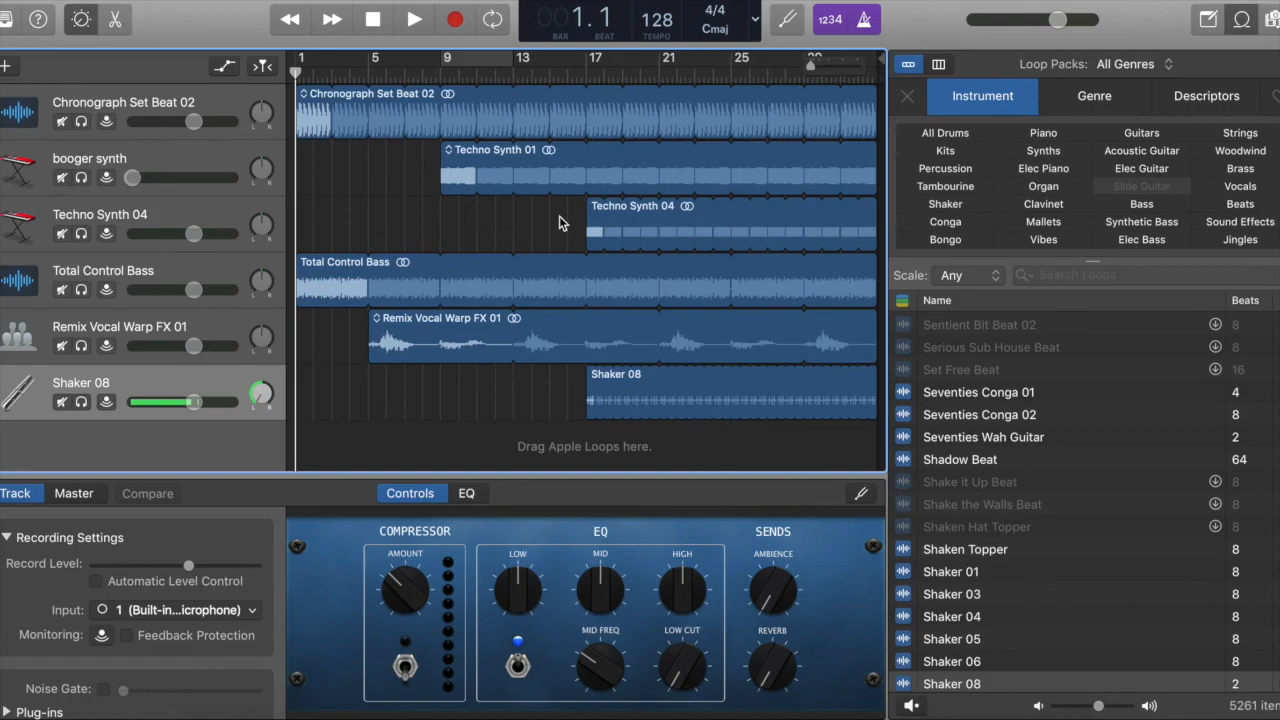 001. 1 128 4/4
BAR BEAT TEMPO Cmaj
1234
1 5 9 13 17 21 25
Loop Packs: All Genres
Instrument Genre Descriptors
Chronograph Set Beat 02
L R
booger synth
L R
Techno Synth 04
L R
Total Control Bass
L R
Remix Vocal Warp FX 01
L R
Shaker 08
L R
Chronograph Set Beat 02
Techno Synth 01
Techno Synth 04
Total Control Bass
Remix Vocal Warp FX 01
Shaker 08
Drag Apple Loops here.
All Drums Piano Guitars Strings
Kits Synths Acoustic Guitar Woodwind
Percussion Elec Piano Elec Guitar Brass
Tambourine Organ Slide Guitar Vocals
Shaker Clavinet Bass Beats
Conga Mallets Synthetic Bass Sound Effects
Bongo Vibes Elec Bass Jingles
Scale: Any Search Loops
Name Beats
Sentient Bit Beat 02 8
Serious Sub House Beat 8
Set Free Beat 16
Seventies Conga 01 4
Seventies Conga 02 8
Seventies Wah Guitar 2
Shadow Beat 64
Shake it Up Beat 8
Shake the Walls Beat 8
Shaken Hat Topper 8
Shaken Topper 8
Shaker 01 8
Shaker 03 8
Shaker 04 8
Shaker 05 8
Shaker 06 8
Shaker 08 2
5261 item
Track Master Compare
Controls EQ
Recording Settings
Record Level:
Automatic Level Control
Input: 1 (Built-in...icrophone)
Monitoring: Feedback Protection
Noise Gate:
Plug-ins
COMPRESSOR EQ SENDS
AMOUNT LOW MID HIGH AMBIENCE
MID FREQ LOW CUT REVERB